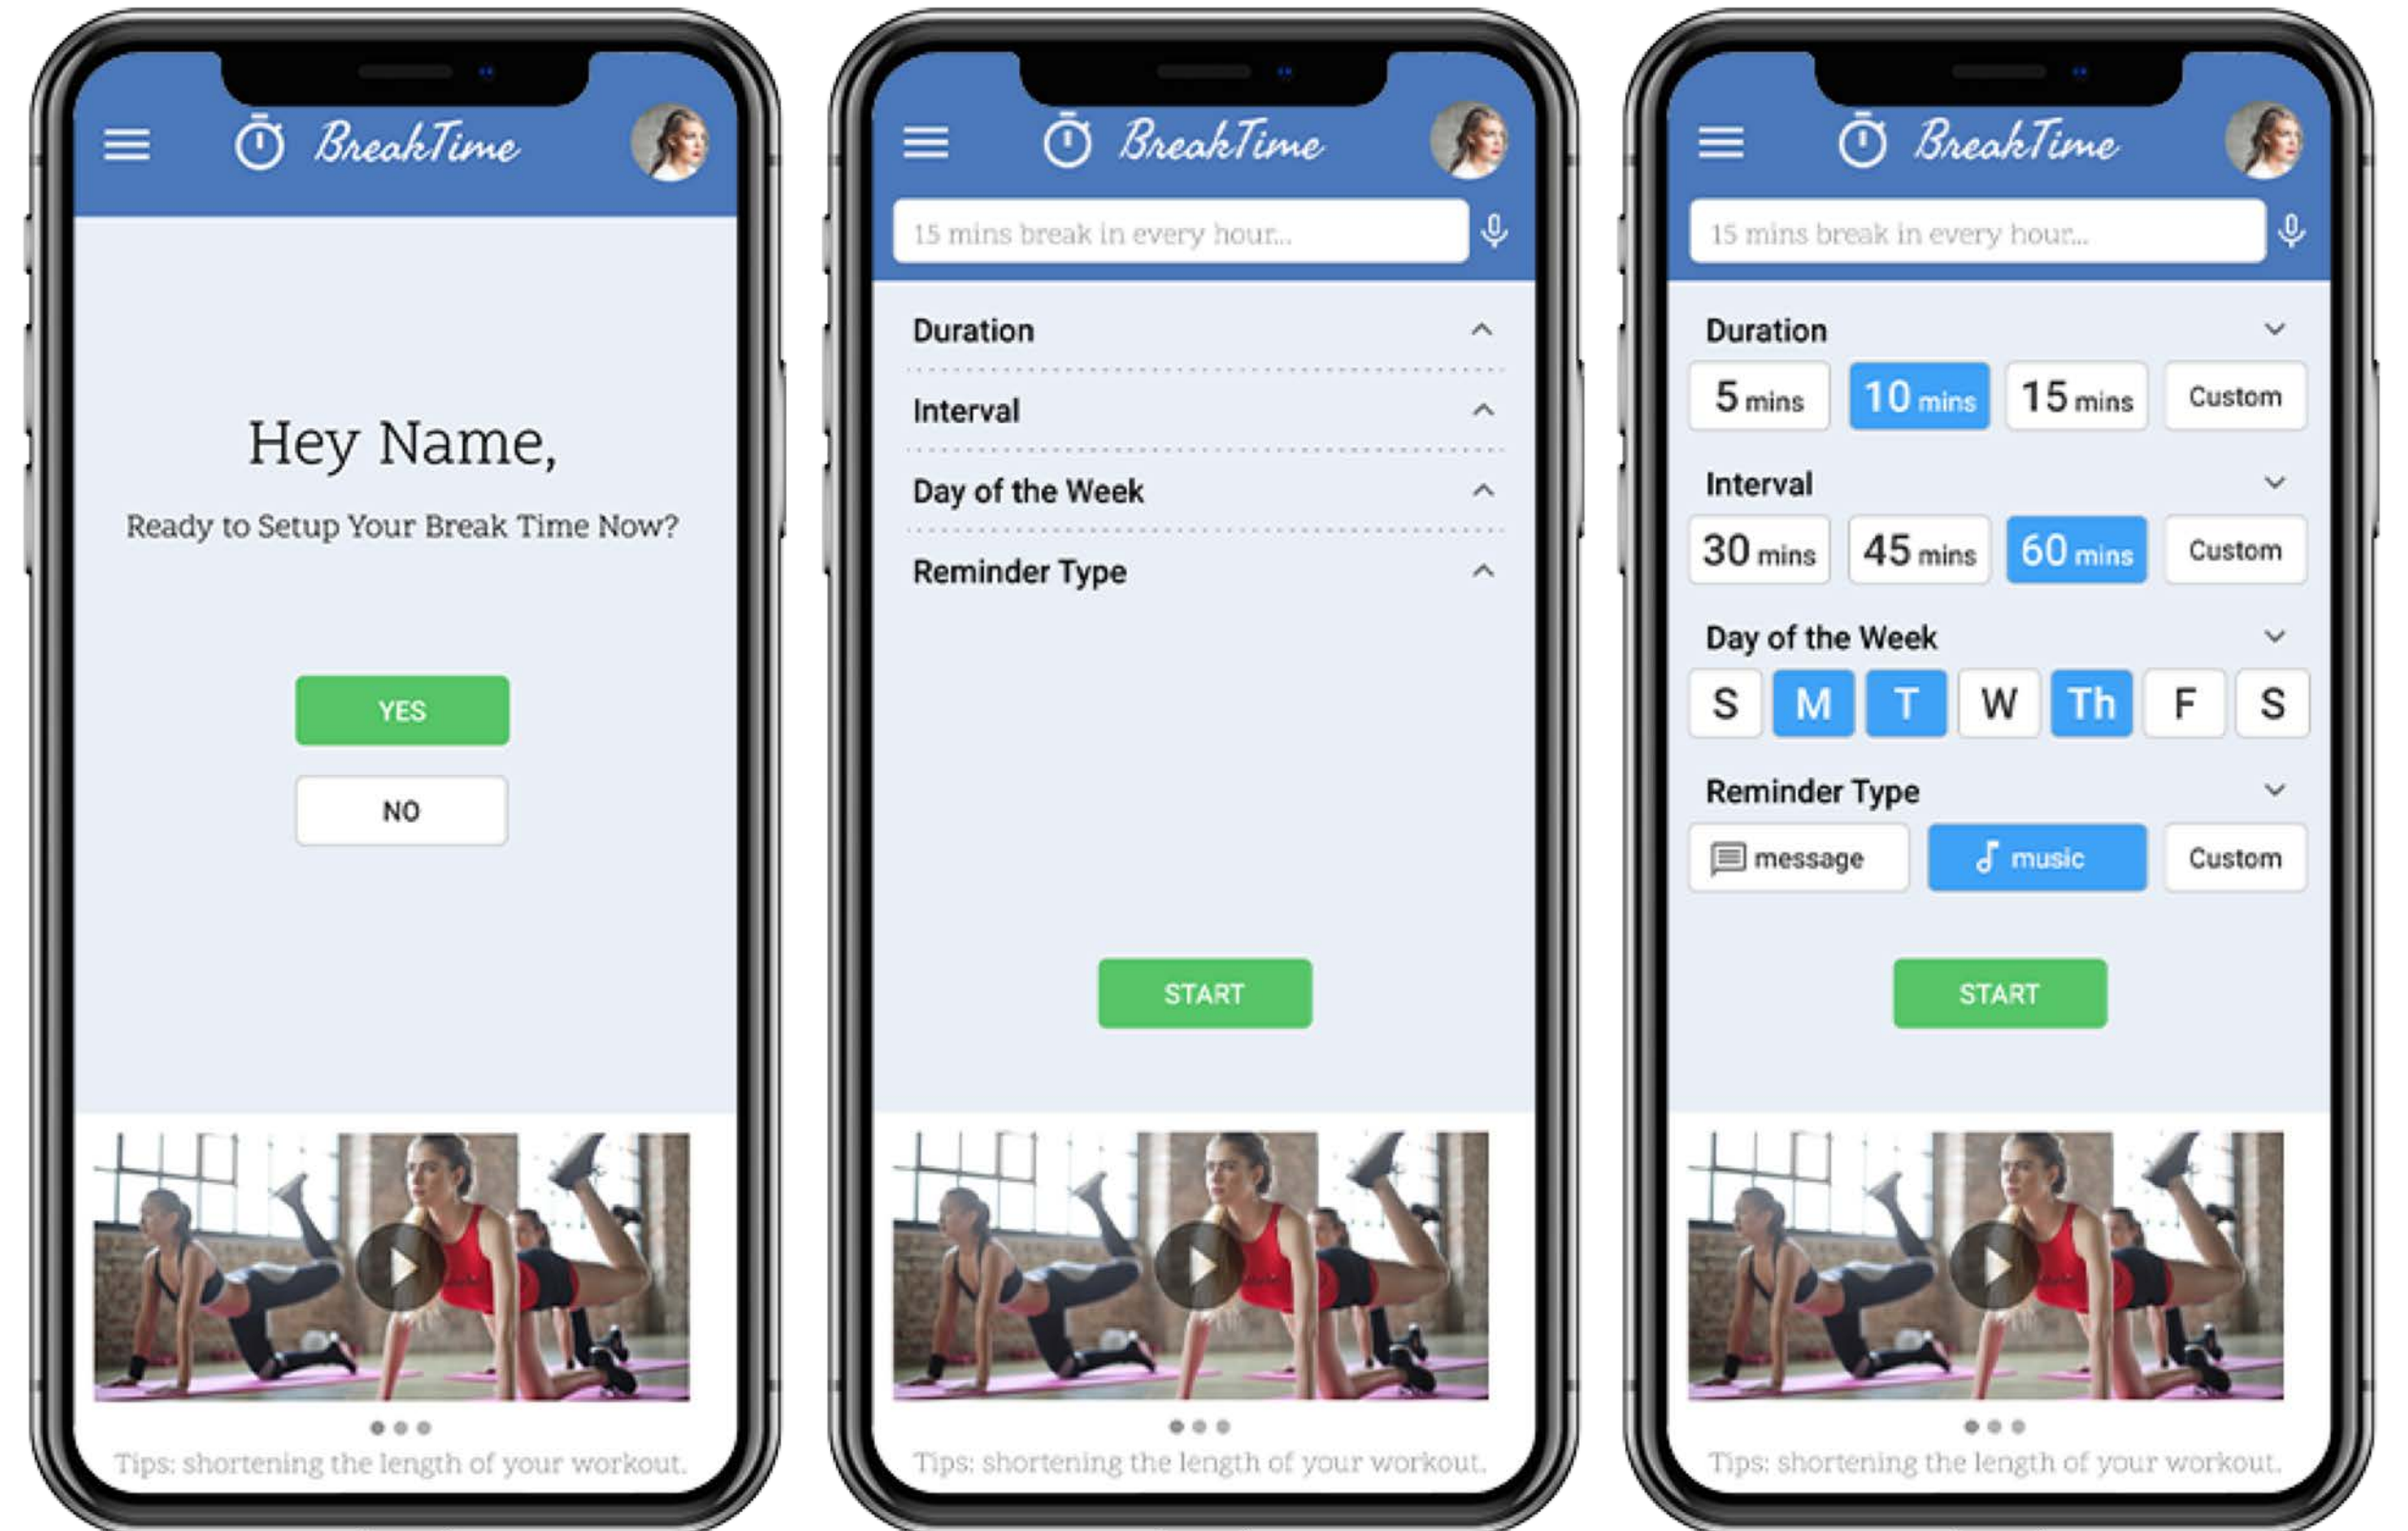 BreakTime
Hey Name,
Ready to Setup Your Break Time Now?
YES
NO
Tips: shortening the length of your workout.
BreakTime
15 mins break in every hour...
Duration
Interval
Day of the Week
Reminder Type
START
Tips: shortening the length of your workout.
BreakTime
15 mins break in every hour...
Duration
5 mins 10 mins 15 mins Custom
Interval
30 mins 45 mins 60 mins Custom
Day of the Week
S M T W Th F S
Reminder Type
message music Custom
START
Tips: shortening the length of your workout.